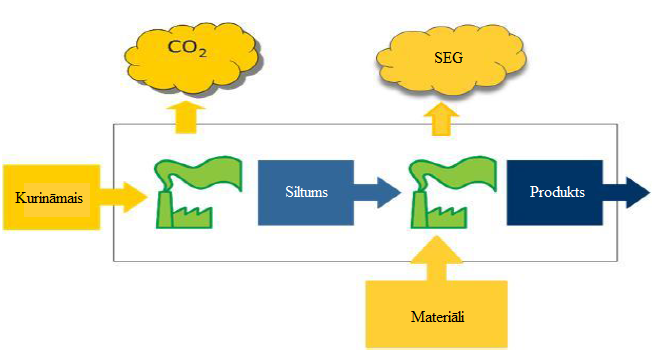 CO₂
SEG
Kurināmais
Siltums
Produkts
Materiāli